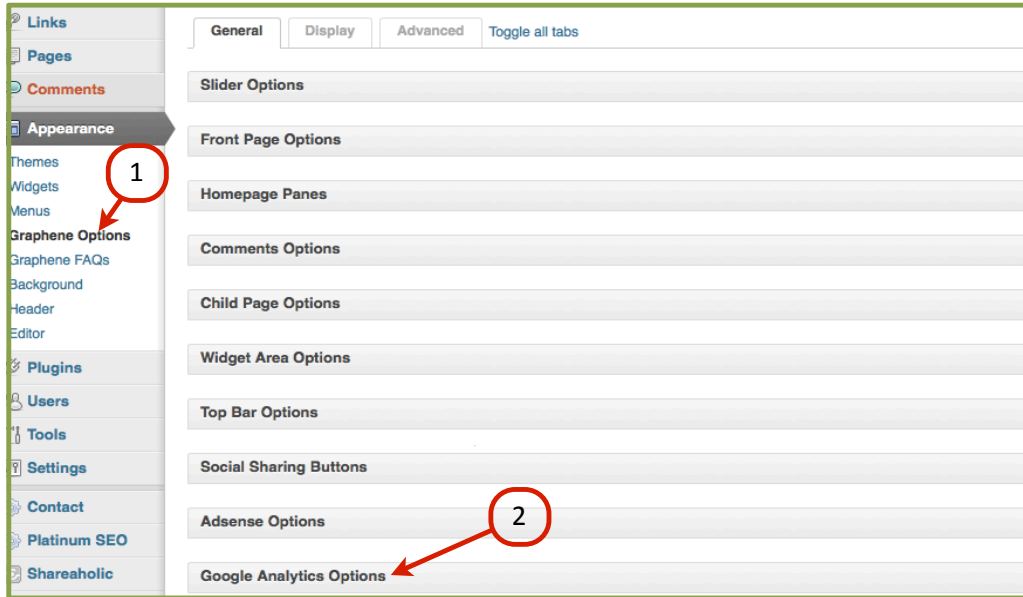 Links
Pages
Comments
Appearance
Themes
Widgets
Menus
Graphene Options
Graphene FAQs
Background
Header
Editor
Plugins
Users
Tools
Settings
Contact
Platinum SEO
Shareaholic
1
General Display Advanced Toggle all tabs
Slider Options
Front Page Options
Homepage Panes
Comments Options
Child Page Options
Widget Area Options
Top Bar Options
Social Sharing Buttons
Adsense Options
2
Google Analytics Options